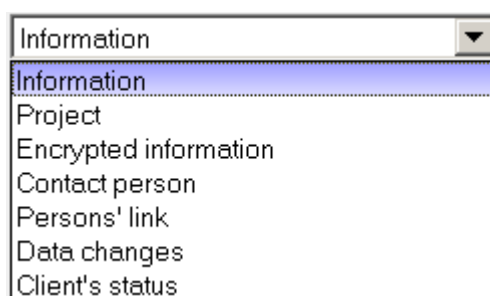 Information
Information
Project
Encrypted information
Contact person
Persons' link
Data changes
Client's status